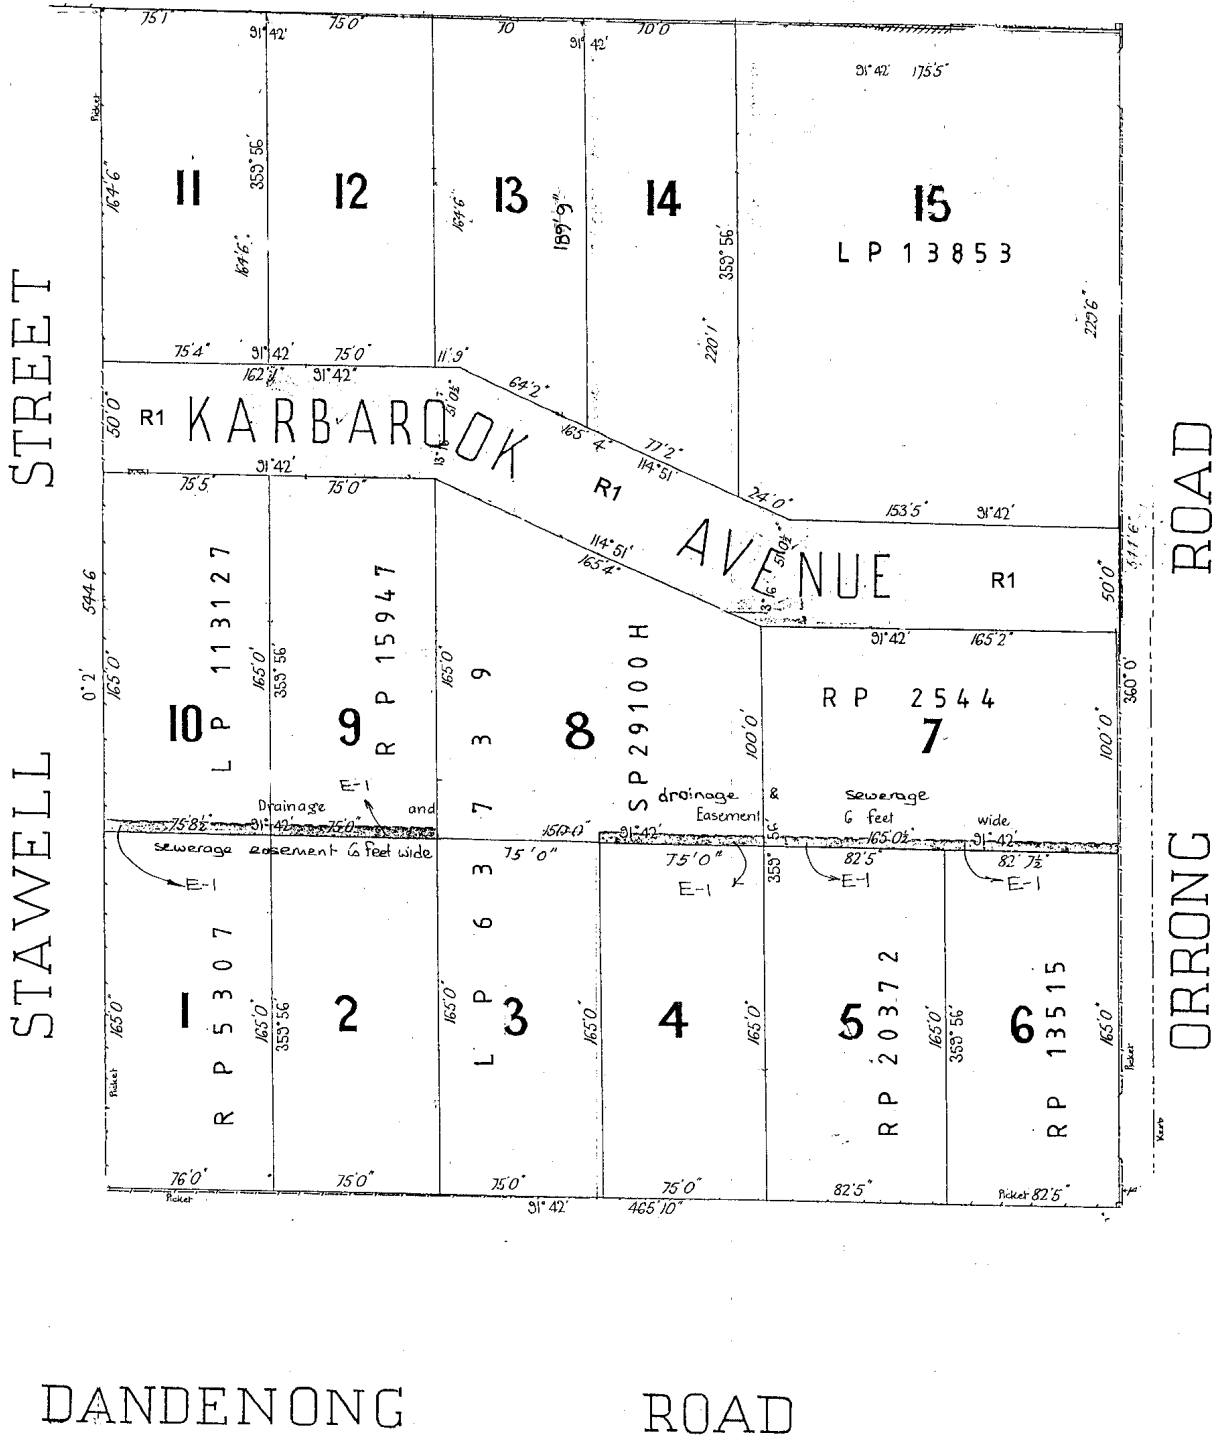 75'1
75'0"
70
70'0
91°42'
91°42'
91°42' 175'5"
Picket
164'6"
359°56'
164'6"
11
12
13
14
15
164'6"
189'9"
359°56'
220'1"
LP 13853
229'6"
75'4"
91°42'
75'0"
11'9"
91°42"
64'2"
51'0½"
50'0"
R1
KARBAROOK
165'4"
77'2"
114°51'
R1
24'0"
153'5"
91°42'
AVENUE
R1
50'0"
91°42'
75'5"
75'0"
114°51'
165'4"
51'0½"
91°42'
165'2"
544'6
0°2'
165'0"
LP 113127
165'0'
359°56'
RP 15947
165'0"
10
9
8
SP29100H
100'0"
RP 2544
7
100'0"
360°0'
E-1
Drainage and
drainage & sewerage
Easement 6 feet wide
75'8½"
91°42'
75'0"
sewerage easement 6 feet wide
E-1
75'0"
91°42'
75'0"
165'0½"
91°42'
82'5"
82'7½"
E-1
E-1
E-1
359°56'
LP 63739
1
RP 5307
2
3
4
5
RP 20372
6
RP 13515
165'0"
165'0"
359°56'
165'0"
165'0"
165'0"
165'0"
359°56'
165'0"
Picket
Picket
Kerb
76'0"
75'0"
75'0
75'0"
82'5"
Picket 82'5"
Picket
91°42'
465'10"
STAWELL STREET
ORRONG ROAD
DANDENONG ROAD